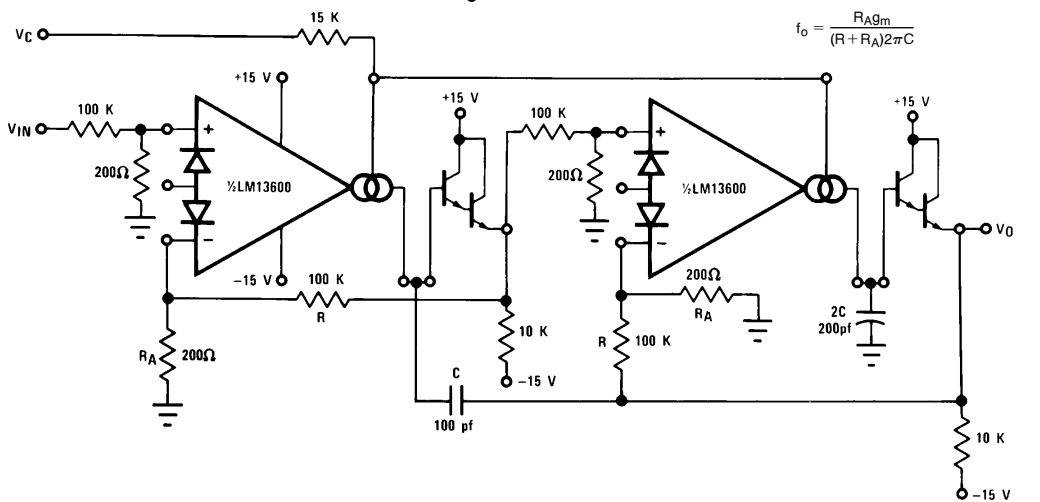 15 K
VC
fo = RAgm / (R+RA)2πC
+15 V
+15 V
+15 V
100 K
100 K
VIN
+
+
200Ω
200Ω
½LM13600
½LM13600
−
−
VO
−15 V
100 K
R
200Ω
RA
2C
200pf
10 K
R
100 K
RA
200Ω
−15 V
C
100 pf
10 K
−15 V